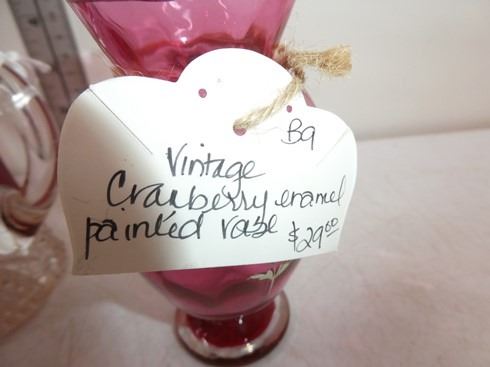 B9
Vintage
Cranberry enamel
painted vase $29.00